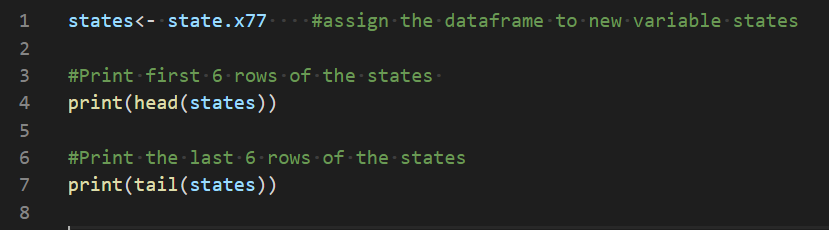 1 states<- state.x77    #assign the dataframe to new variable states
2
3 #Print first 6 rows of the states
4 print(head(states))
5
6 #Print the last 6 rows of the states
7 print(tail(states))
8